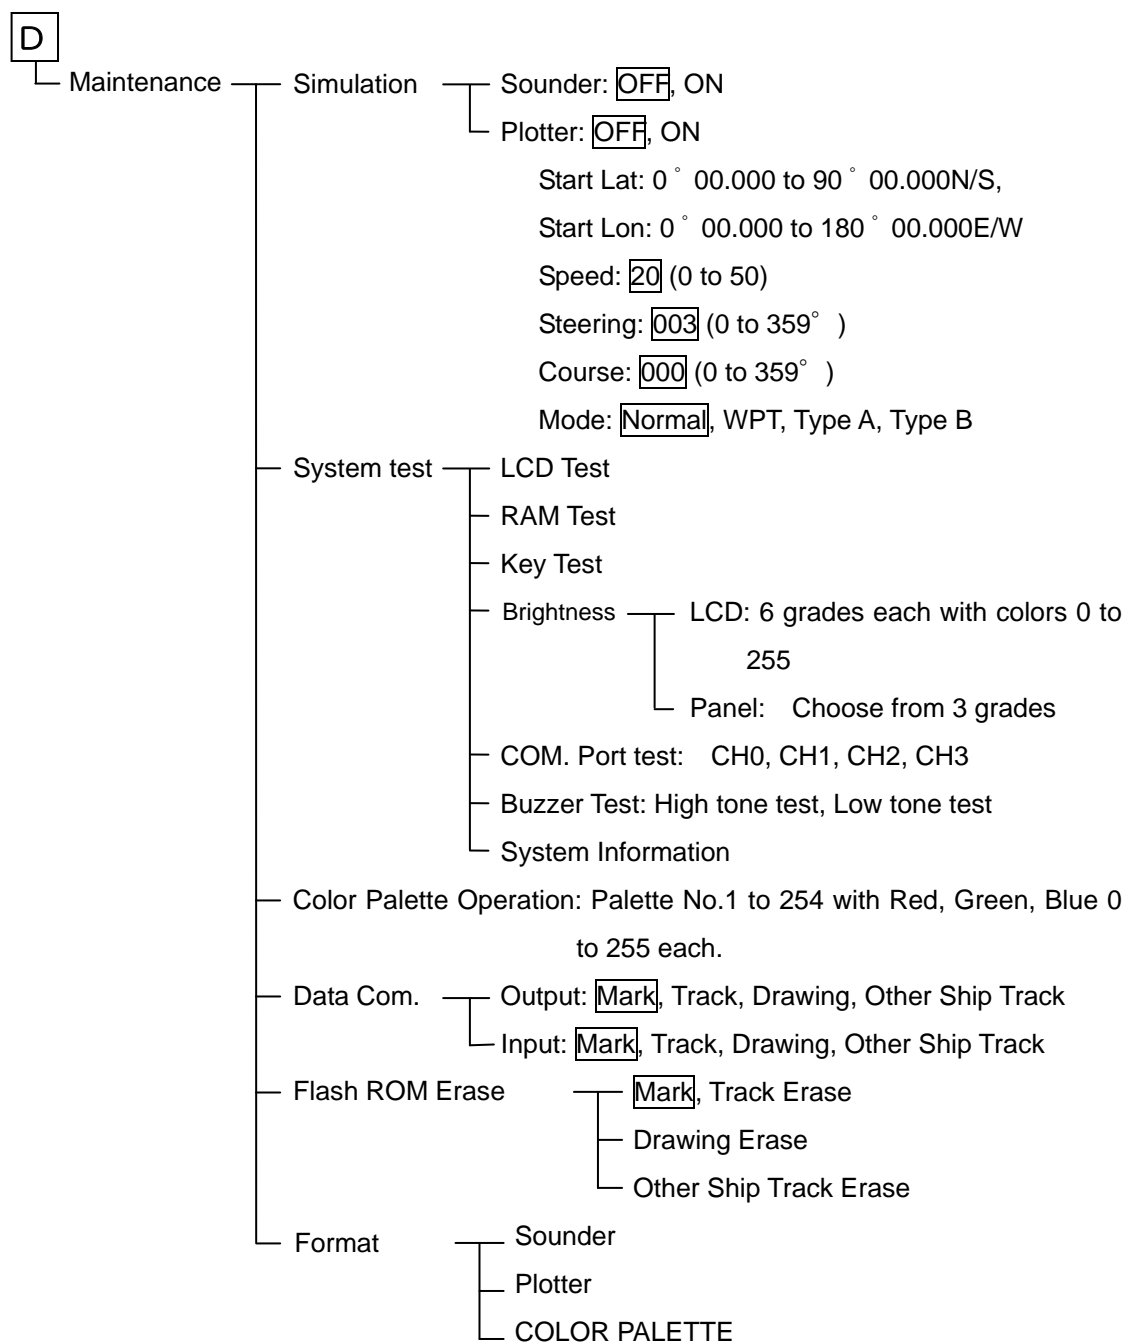 D
Maintenance Simulation Sounder: OFF, ON
Plotter: OFF, ON
Start Lat: 0° 00.000 to 90° 00.000N/S,
Start Lon: 0° 00.000 to 180° 00.000E/W
Speed: 20 (0 to 50)
Steering: 003 (0 to 359° )
Course: 000 (0 to 359° )
Mode: Normal, WPT, Type A, Type B
System test LCD Test
RAM Test
Key Test
Brightness LCD: 6 grades each with colors 0 to
255
Panel: Choose from 3 grades
COM. Port test: CH0, CH1, CH2, CH3
Buzzer Test: High tone test, Low tone test
System Information
Color Palette Operation: Palette No.1 to 254 with Red, Green, Blue 0
to 255 each.
Data Com. Output: Mark, Track, Drawing, Other Ship Track
Input: Mark, Track, Drawing, Other Ship Track
Flash ROM Erase Mark, Track Erase
Drawing Erase
Other Ship Track Erase
Format Sounder
Plotter
COLOR PALETTE